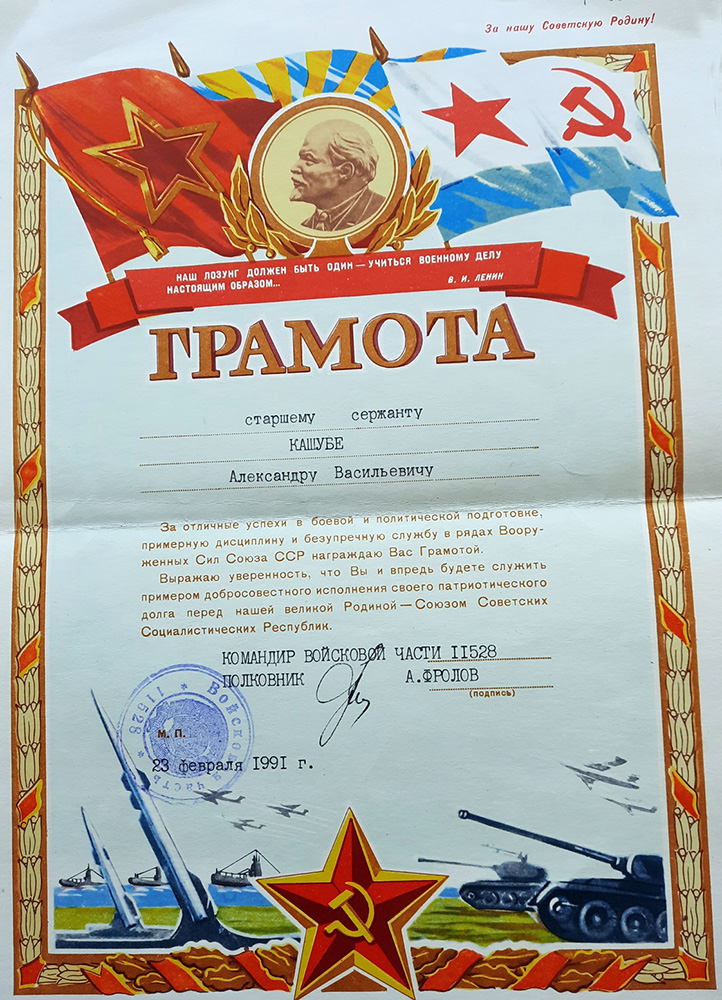 За нашу Советскую Родину!
НАШ ЛОЗУНГ ДОЛЖЕН БЫТЬ ОДИН — УЧИТЬСЯ ВОЕННОМУ ДЕЛУ
НАСТОЯЩИМ ОБРАЗОМ...
В. И. ЛЕНИН
ГРАМОТА
старшему сержанту
КАШУБЕ
Александру Васильевичу
За отличные успехи в боевой и политической подготовке,
примерную дисциплину и безупречную службу в рядах Воору-
женных Сил Союза ССР награждаю Вас Грамотой.
Выражаю уверенность, что Вы и впредь будете служить
примером добросовестного исполнения своего патриотического
долга перед нашей великой Родиной — Союзом Советских
Социалистических Республик.
КОМАНДИР ВОЙСКОВОЙ ЧАСТИ II528
ПОЛКОВНИК А.ФРОЛОВ
(подпись)
Войсковая часть * 11528 *
М. П.
23 февраля 1991 г.